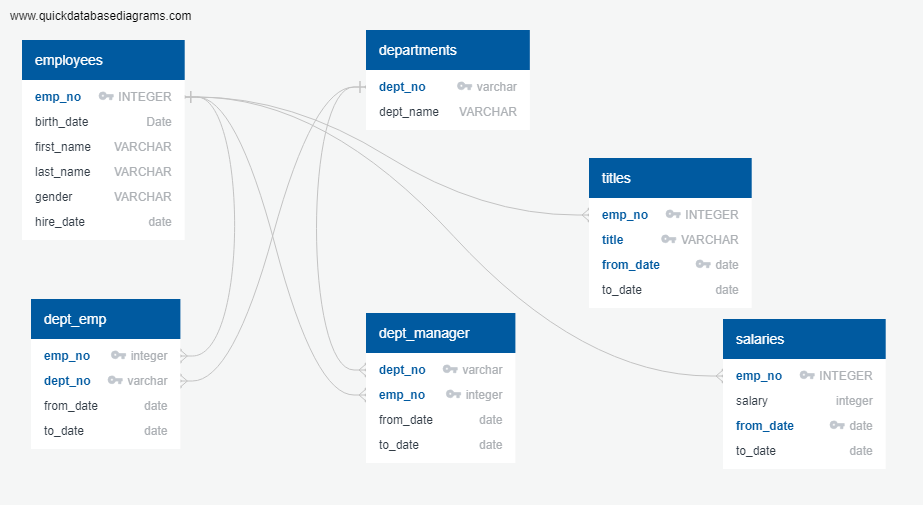 www.quickdatabasediagrams.com
employees
emp_no INTEGER
birth_date Date
first_name VARCHAR
last_name VARCHAR
gender VARCHAR
hire_date date
departments
dept_no varchar
dept_name VARCHAR
titles
emp_no INTEGER
title VARCHAR
from_date date
to_date date
dept_emp
emp_no integer
dept_no varchar
from_date date
to_date date
dept_manager
dept_no varchar
emp_no integer
from_date date
to_date date
salaries
emp_no INTEGER
salary integer
from_date date
to_date date